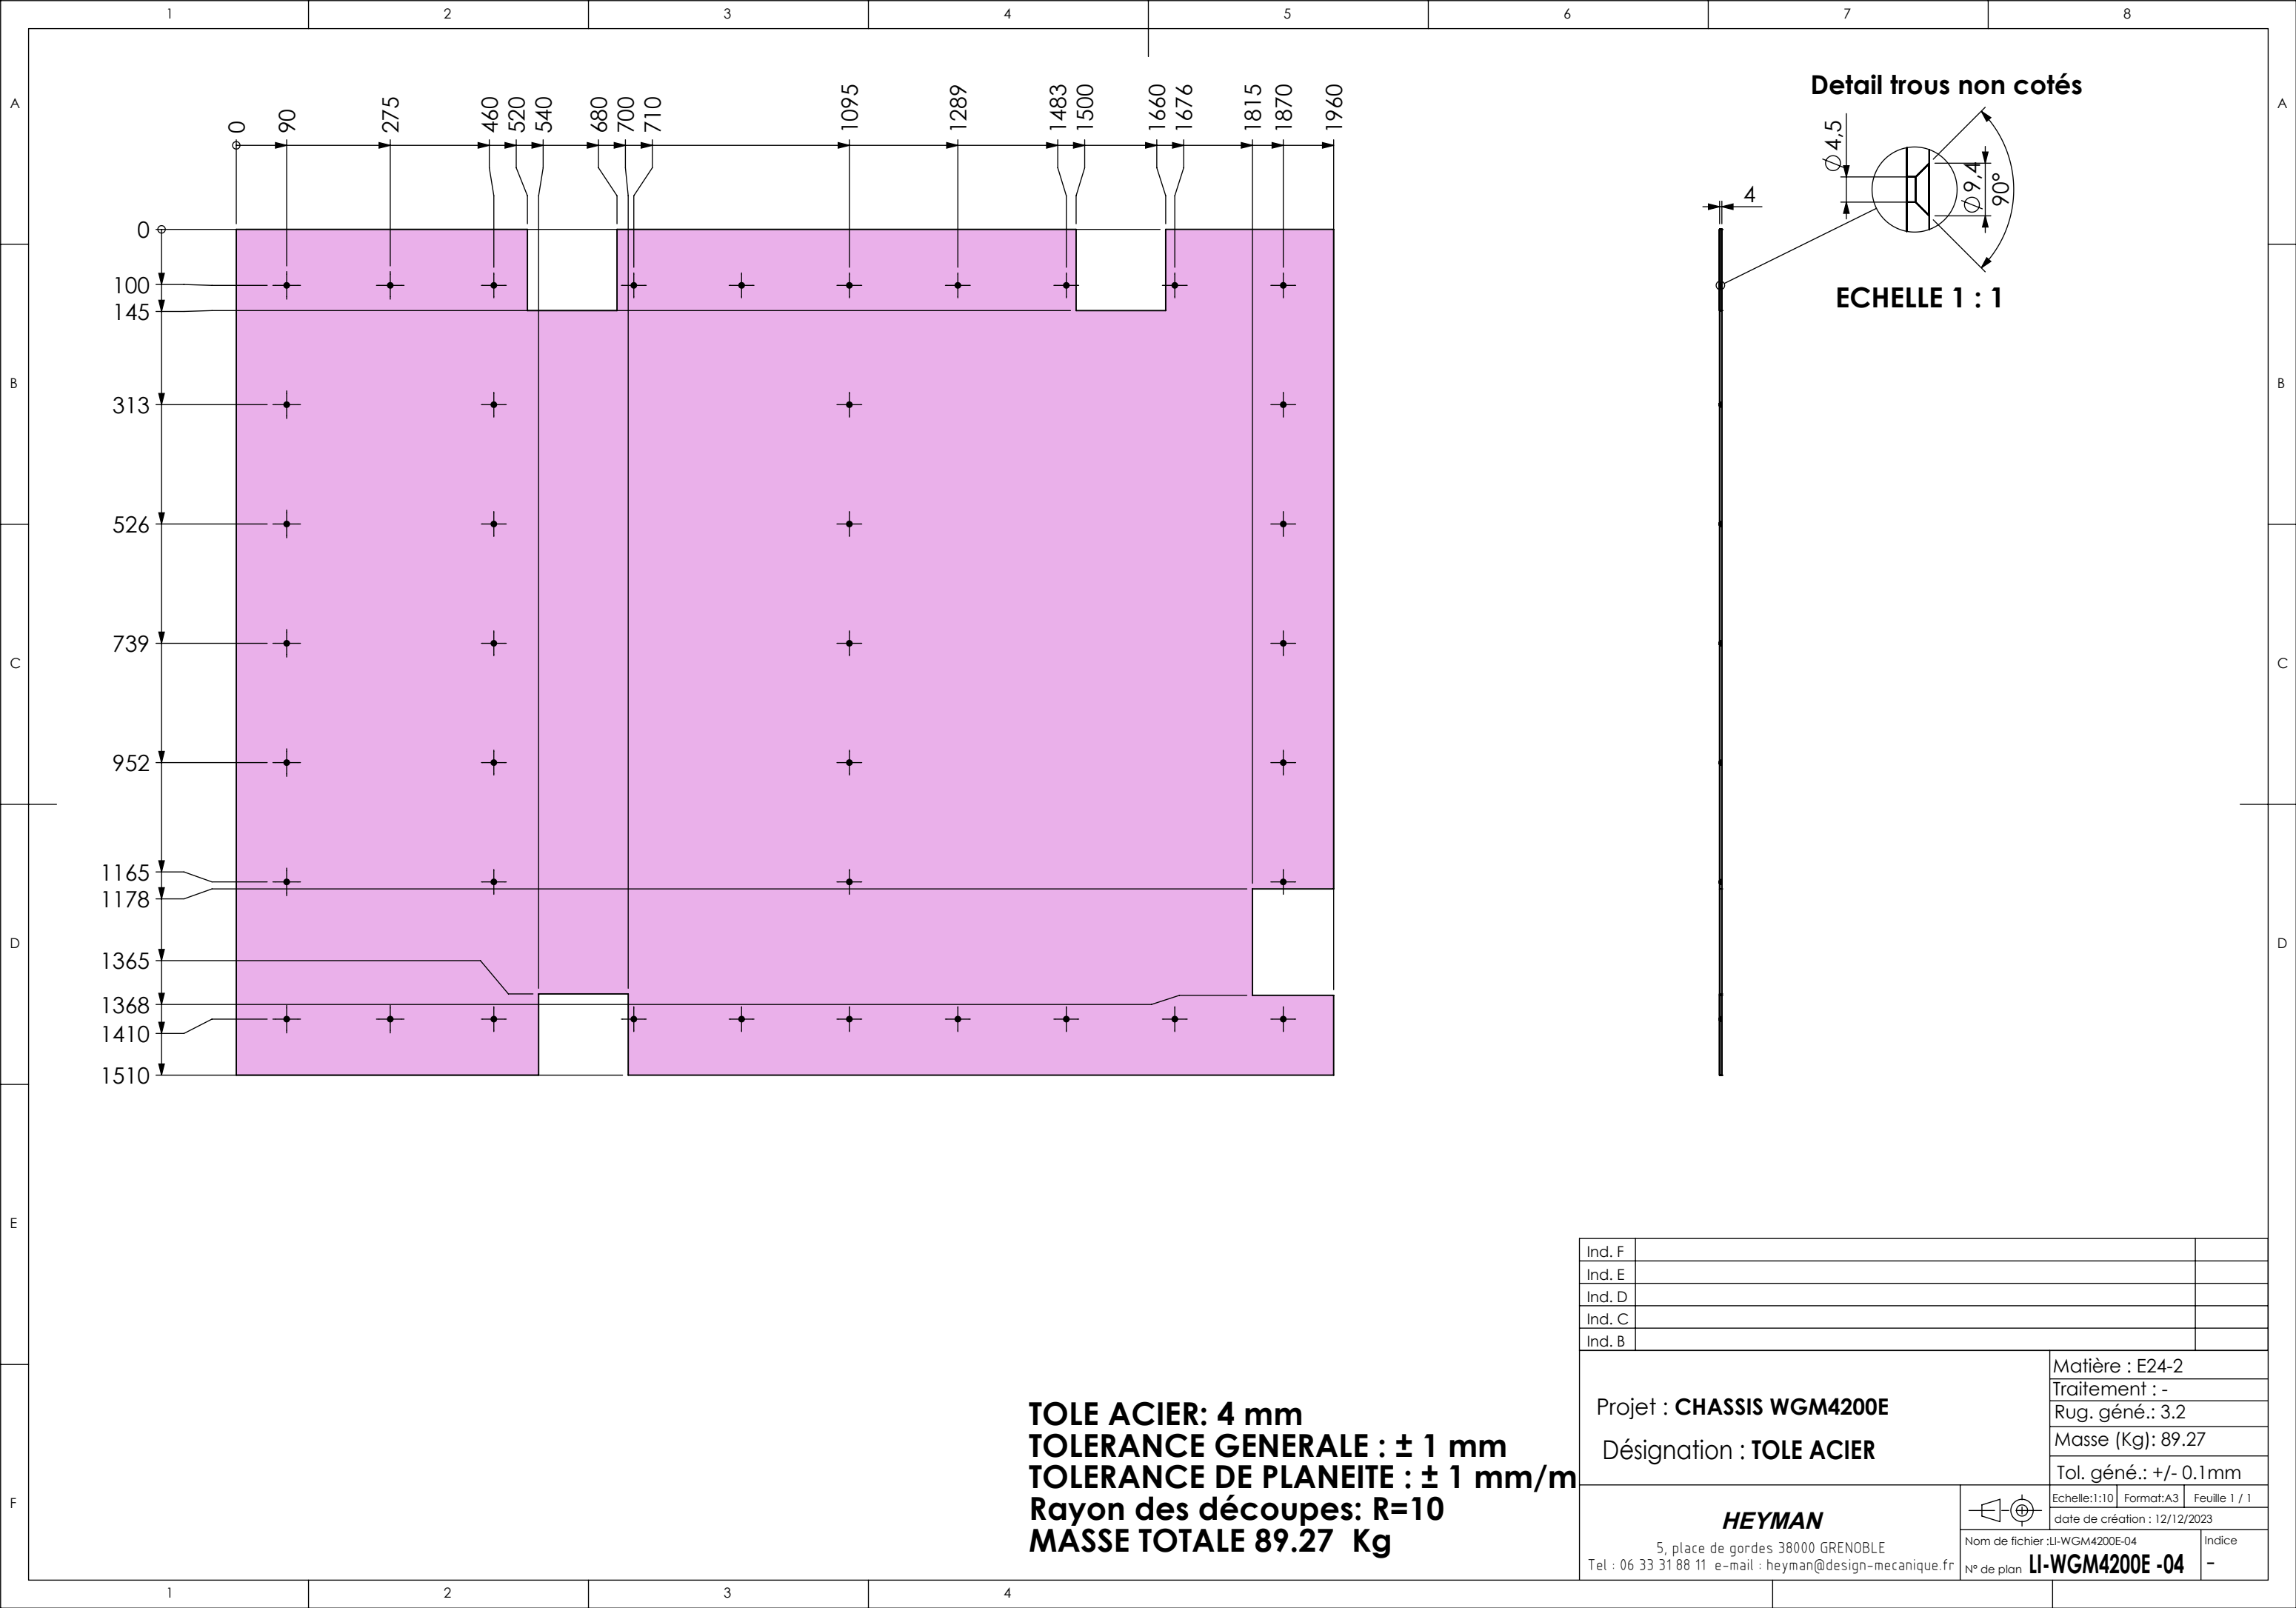 1 2 3 4 5 6 7 8
A A
Detail trous non cotés
0 90 275 460 520 540 680 700 710 1095 1289 1483 1500 1660 1676 1815 1870 1960
Ø4,5
Ø9,4
90°
4
ECHELLE 1 : 1
0
100
145
B B
313
526
C C
739
952
1165
1178
D D
1365
1368
1410
1510
E
Ind. F
Ind. E
Ind. D
Ind. C
Ind. B
TOLE ACIER: 4 mm
TOLERANCE GENERALE : ± 1 mm
TOLERANCE DE PLANEITE : ± 1 mm/m
Rayon des découpes: R=10
MASSE TOTALE 89.27 Kg
Projet : CHASSIS WGM4200E
Désignation : TOLE ACIER
Matière : E24-2
Traitement : -
Rug. géné.: 3.2
Masse (Kg): 89.27
Tol. géné.: +/- 0.1mm
Echelle:1:10 Format:A3 Feuille 1 / 1
date de création : 12/12/2023
HEYMAN
5, place de gordes 38000 GRENOBLE
Tel : 06 33 31 88 11 e-mail : heyman@design-mecanique.fr
Nom de fichier :LI-WGM4200E-04
Indice
N° de plan LI-WGM4200E -04
-
F
1 2 3 4